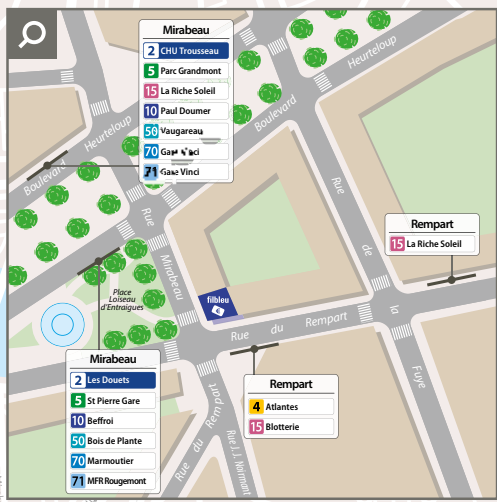 Mirabeau
2 CHU Trousseau
5 Parc Grandmont
15 La Riche Soleil
10 Paul Doumer
50 Vaugareau
70
71 Vinci
Boulevard Heurteloup
Boulevard Heurteloup
Rue Mirabeau
Rue de la Fuye
Rempart
15 La Riche Soleil
Place
Loiseau
d'Entraigues
filbleu
Rue du Rempart
Mirabeau
2 Les Douets
5 St Pierre Gare
10 Beffroi
50 Bois de Plante
70 Marmoutier
71 MFR Rougemont
Rempart
4 Atlantes
15 Blotterie
Rue du Rempart
Rue J.J. Noirmant